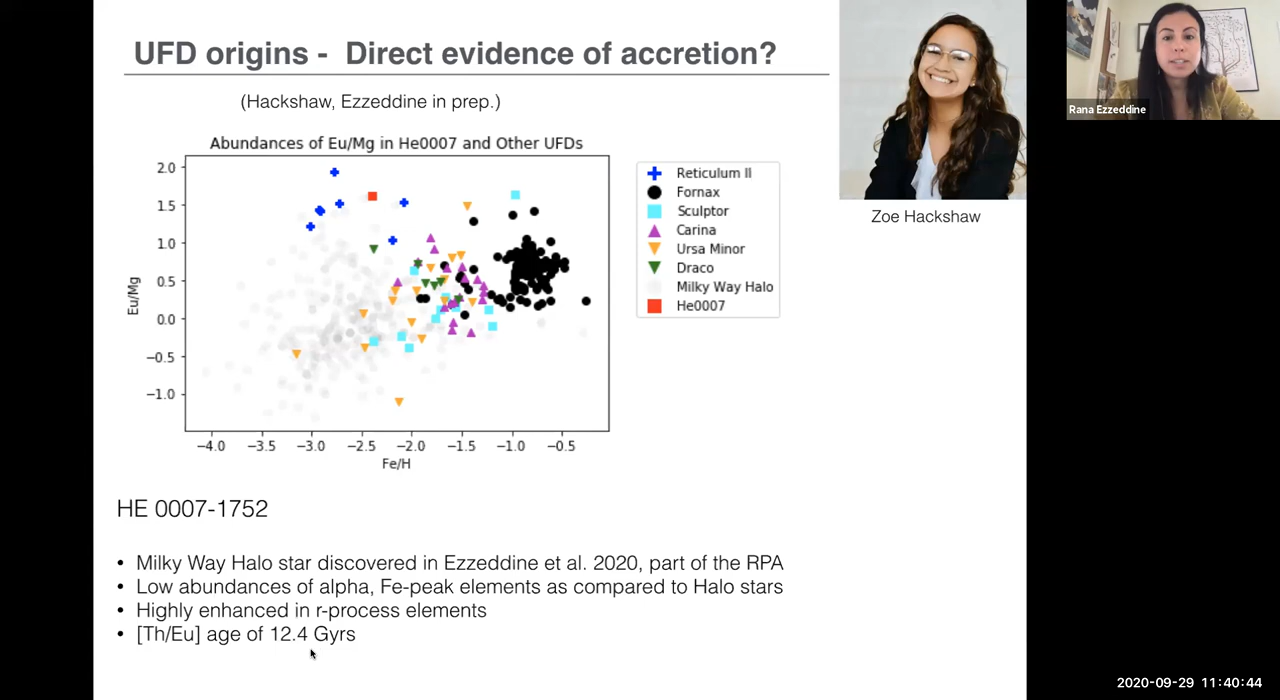 UFD origins - Direct evidence of accretion?
(Hackshaw, Ezzeddine in prep.)
Abundances of Eu/Mg in He0007 and Other UFDs
2.0
1.5
1.0
0.5
0.0
−0.5
−1.0
Eu/Mg
−4.0 −3.5 −3.0 −2.5 −2.0 −1.5 −1.0 −0.5
Fe/H
Reticulum II
Fornax
Sculptor
Carina
Ursa Minor
Draco
Milky Way Halo
He0007
Zoe Hackshaw
Rana Ezzeddine
HE 0007-1752
• Milky Way Halo star discovered in Ezzeddine et al. 2020, part of the RPA
• Low abundances of alpha, Fe-peak elements as compared to Halo stars
• Highly enhanced in r-process elements
• [Th/Eu] age of 12.4 Gyrs
2020-09-29 11:40:44